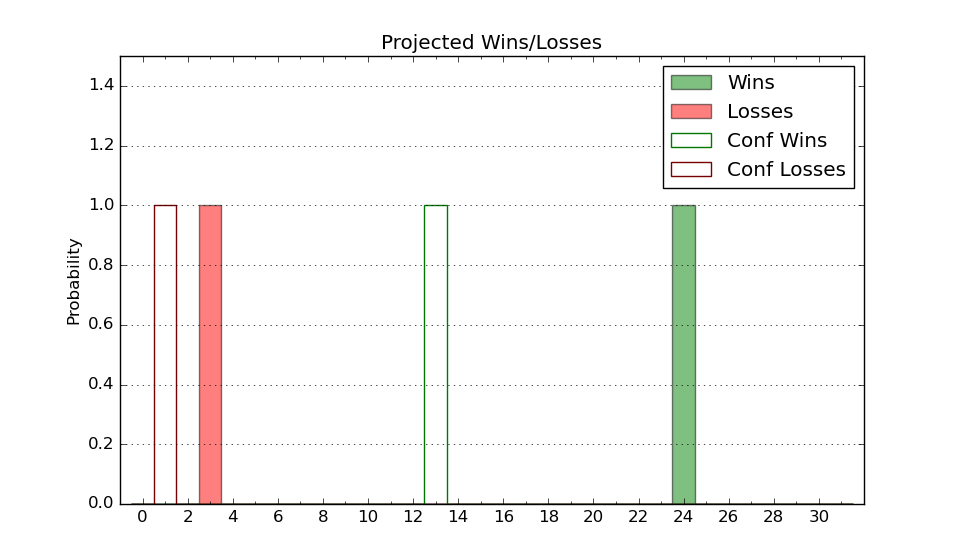 Projected Wins/Losses
1.4
1.2
1.0
0.8
0.6
0.4
0.2
0.0
Probability
Wins
Losses
Conf Wins
Conf Losses
0 2 4 6 8 10 12 14 16 18 20 22 24 26 28 30